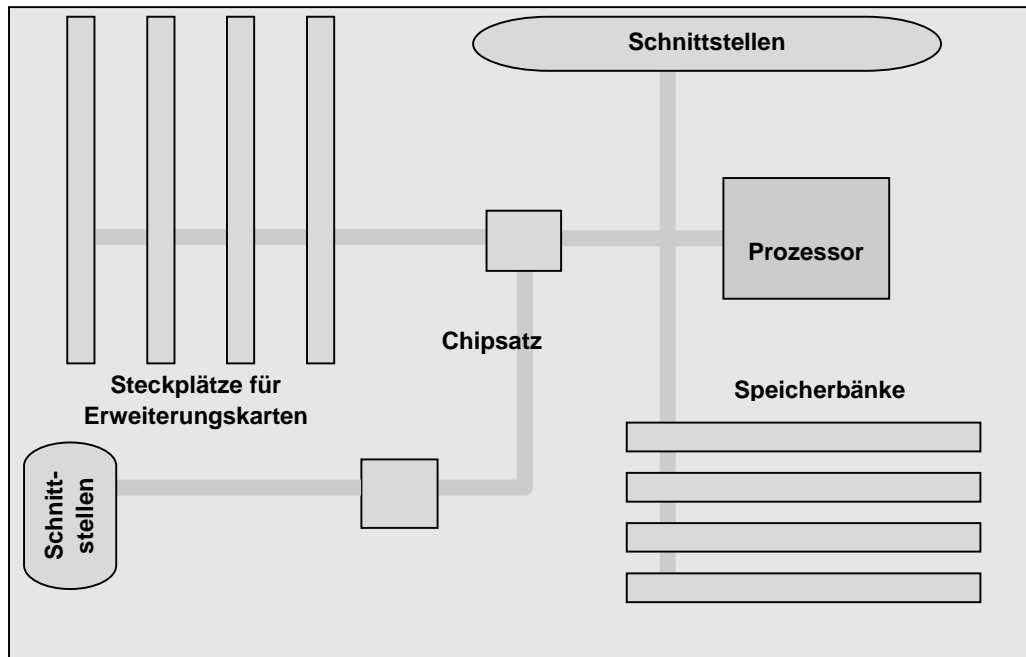 Schnittstellen
Prozessor
Chipsatz
Steckplätze für
Erweiterungskarten
Speicherbänke
Schnitt-
stellen